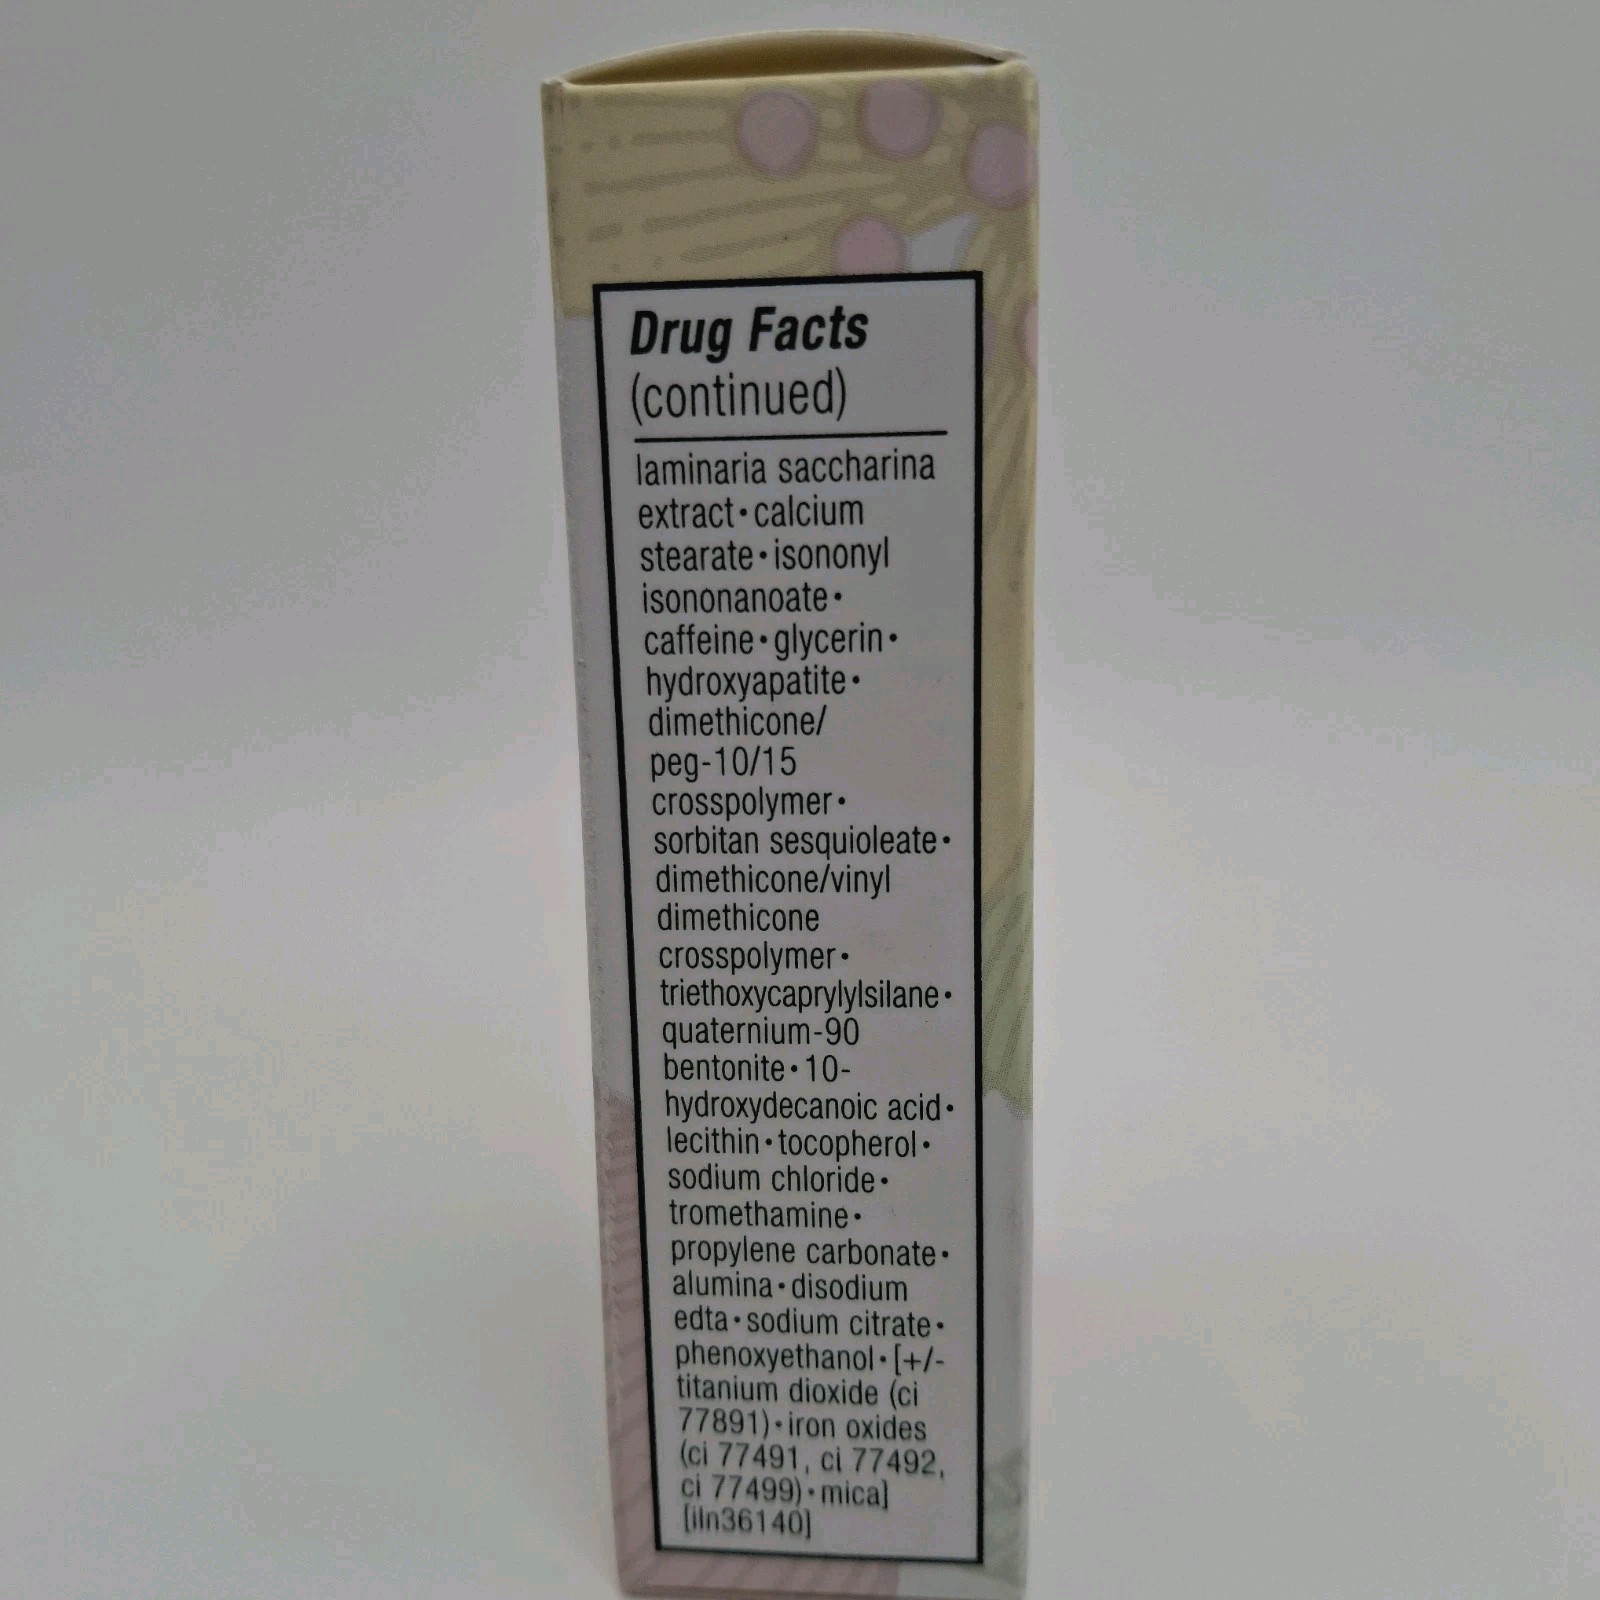 Drug Facts
(continued)
laminaria saccharina
extract•calcium
stearate•isononyl
isononanoate•
caffeine•glycerin•
hydroxyapatite•
dimethicone/
peg-10/15
crosspolymer•
sorbitan sesquioleate•
dimethicone/vinyl
dimethicone
crosspolymer•
triethoxycaprylylsilane•
quaternium-90
bentonite•10-
hydroxydecanoic acid•
lecithin•tocopherol•
sodium chloride•
tromethamine•
propylene carbonate•
alumina•disodium
edta•sodium citrate•
phenoxyethanol•[+/-
titanium dioxide (ci
77891)•iron oxides
(ci 77491, ci 77492,
ci 77499)•mica]
[iln36140]